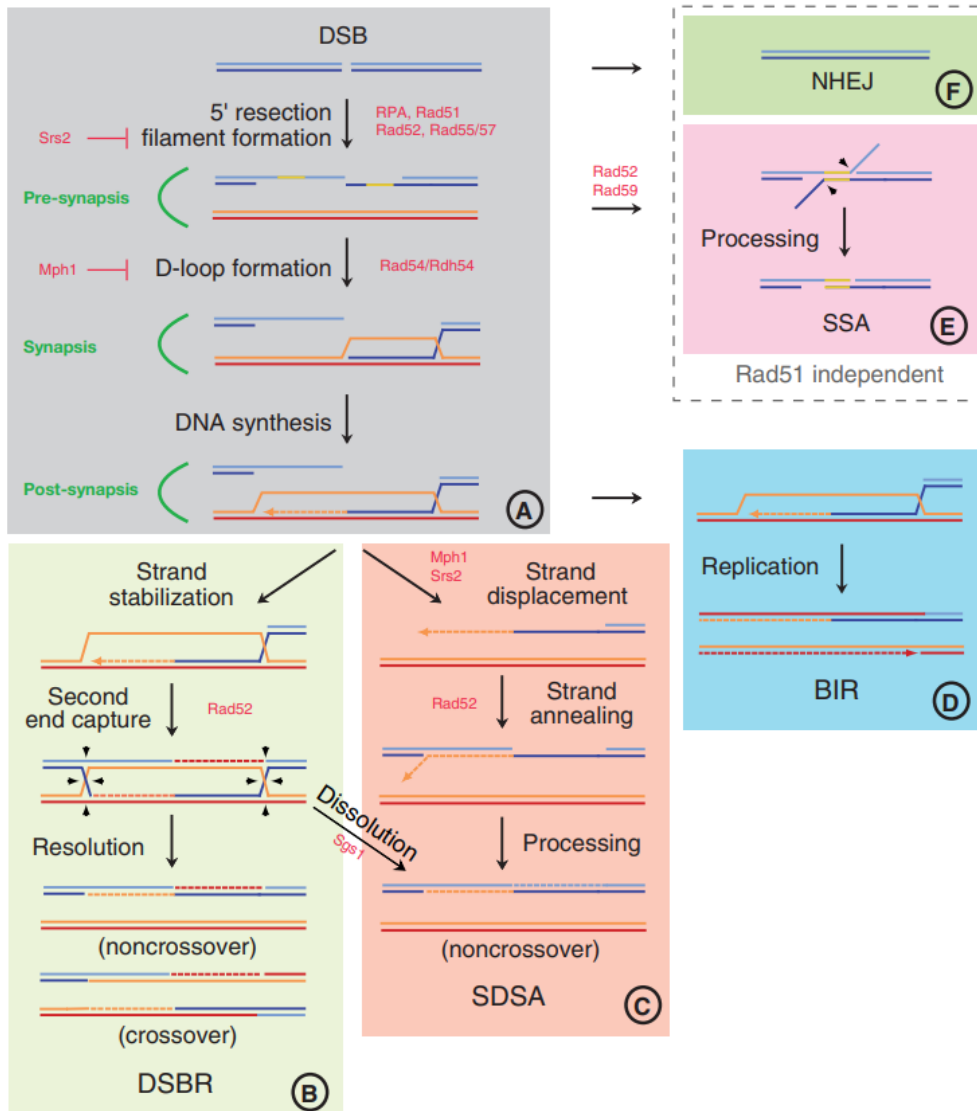 DSB
5' resection
filament formation
RPA, Rad51
Rad52, Rad55/57
Srs2
Pre-synapsis
Mph1
D-loop formation
Rad54/Rdh54
Synapsis
DNA synthesis
Post-synapsis
A
NHEJ
F
Rad52
Rad59
Processing
SSA
E
Rad51 independent
Replication
BIR
D
Strand
stabilization
Second
end capture
Rad52
Resolution
(noncrossover)
(crossover)
DSBR
B
Dissolution
Sgs1
Mph1
Srs2
Strand
displacement
Rad52
Strand
annealing
Processing
(noncrossover)
SDSA
C